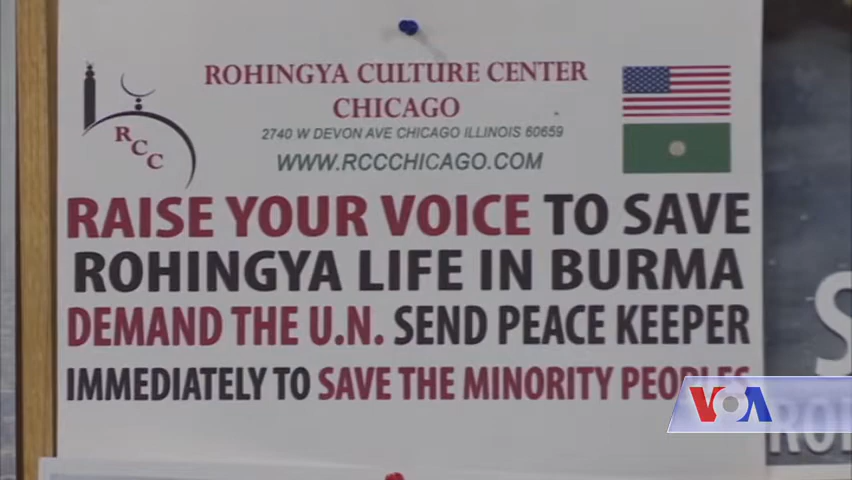 ROHINGYA CULTURE CENTER
CHICAGO
RCC
2740 W DEVON AVE CHICAGO ILLINOIS 60659
WWW.RCCCHICAGO.COM
RAISE YOUR VOICE TO SAVE
ROHINGYA LIFE IN BURMA
DEMAND THE U.N. SEND PEACE KEEPER
IMMEDIATELY TO SAVE THE MINORITY PEOPLES
VOA